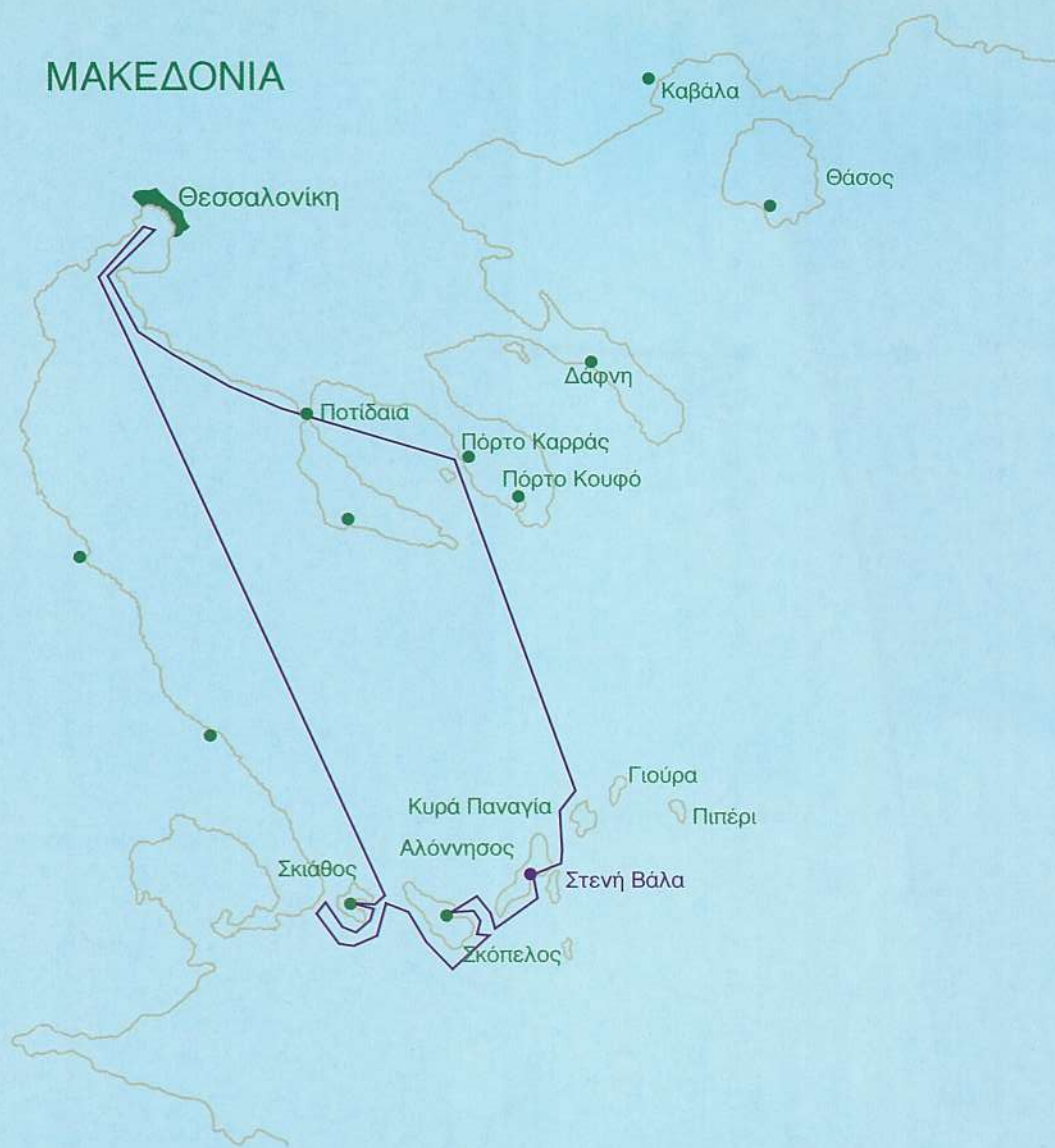 ΜΑΚΕΔΟΝΙΑ
Καβάλα
Θάσος
Θεσσαλονίκη
Δάφνη
Ποτίδαια
Πόρτο Καρράς
Πόρτο Κουφό
Γιούρα
Κυρά Παναγία
Πιπέρι
Αλόννησος
Σκιάθος
Στενή Βάλα
Σκόπελος